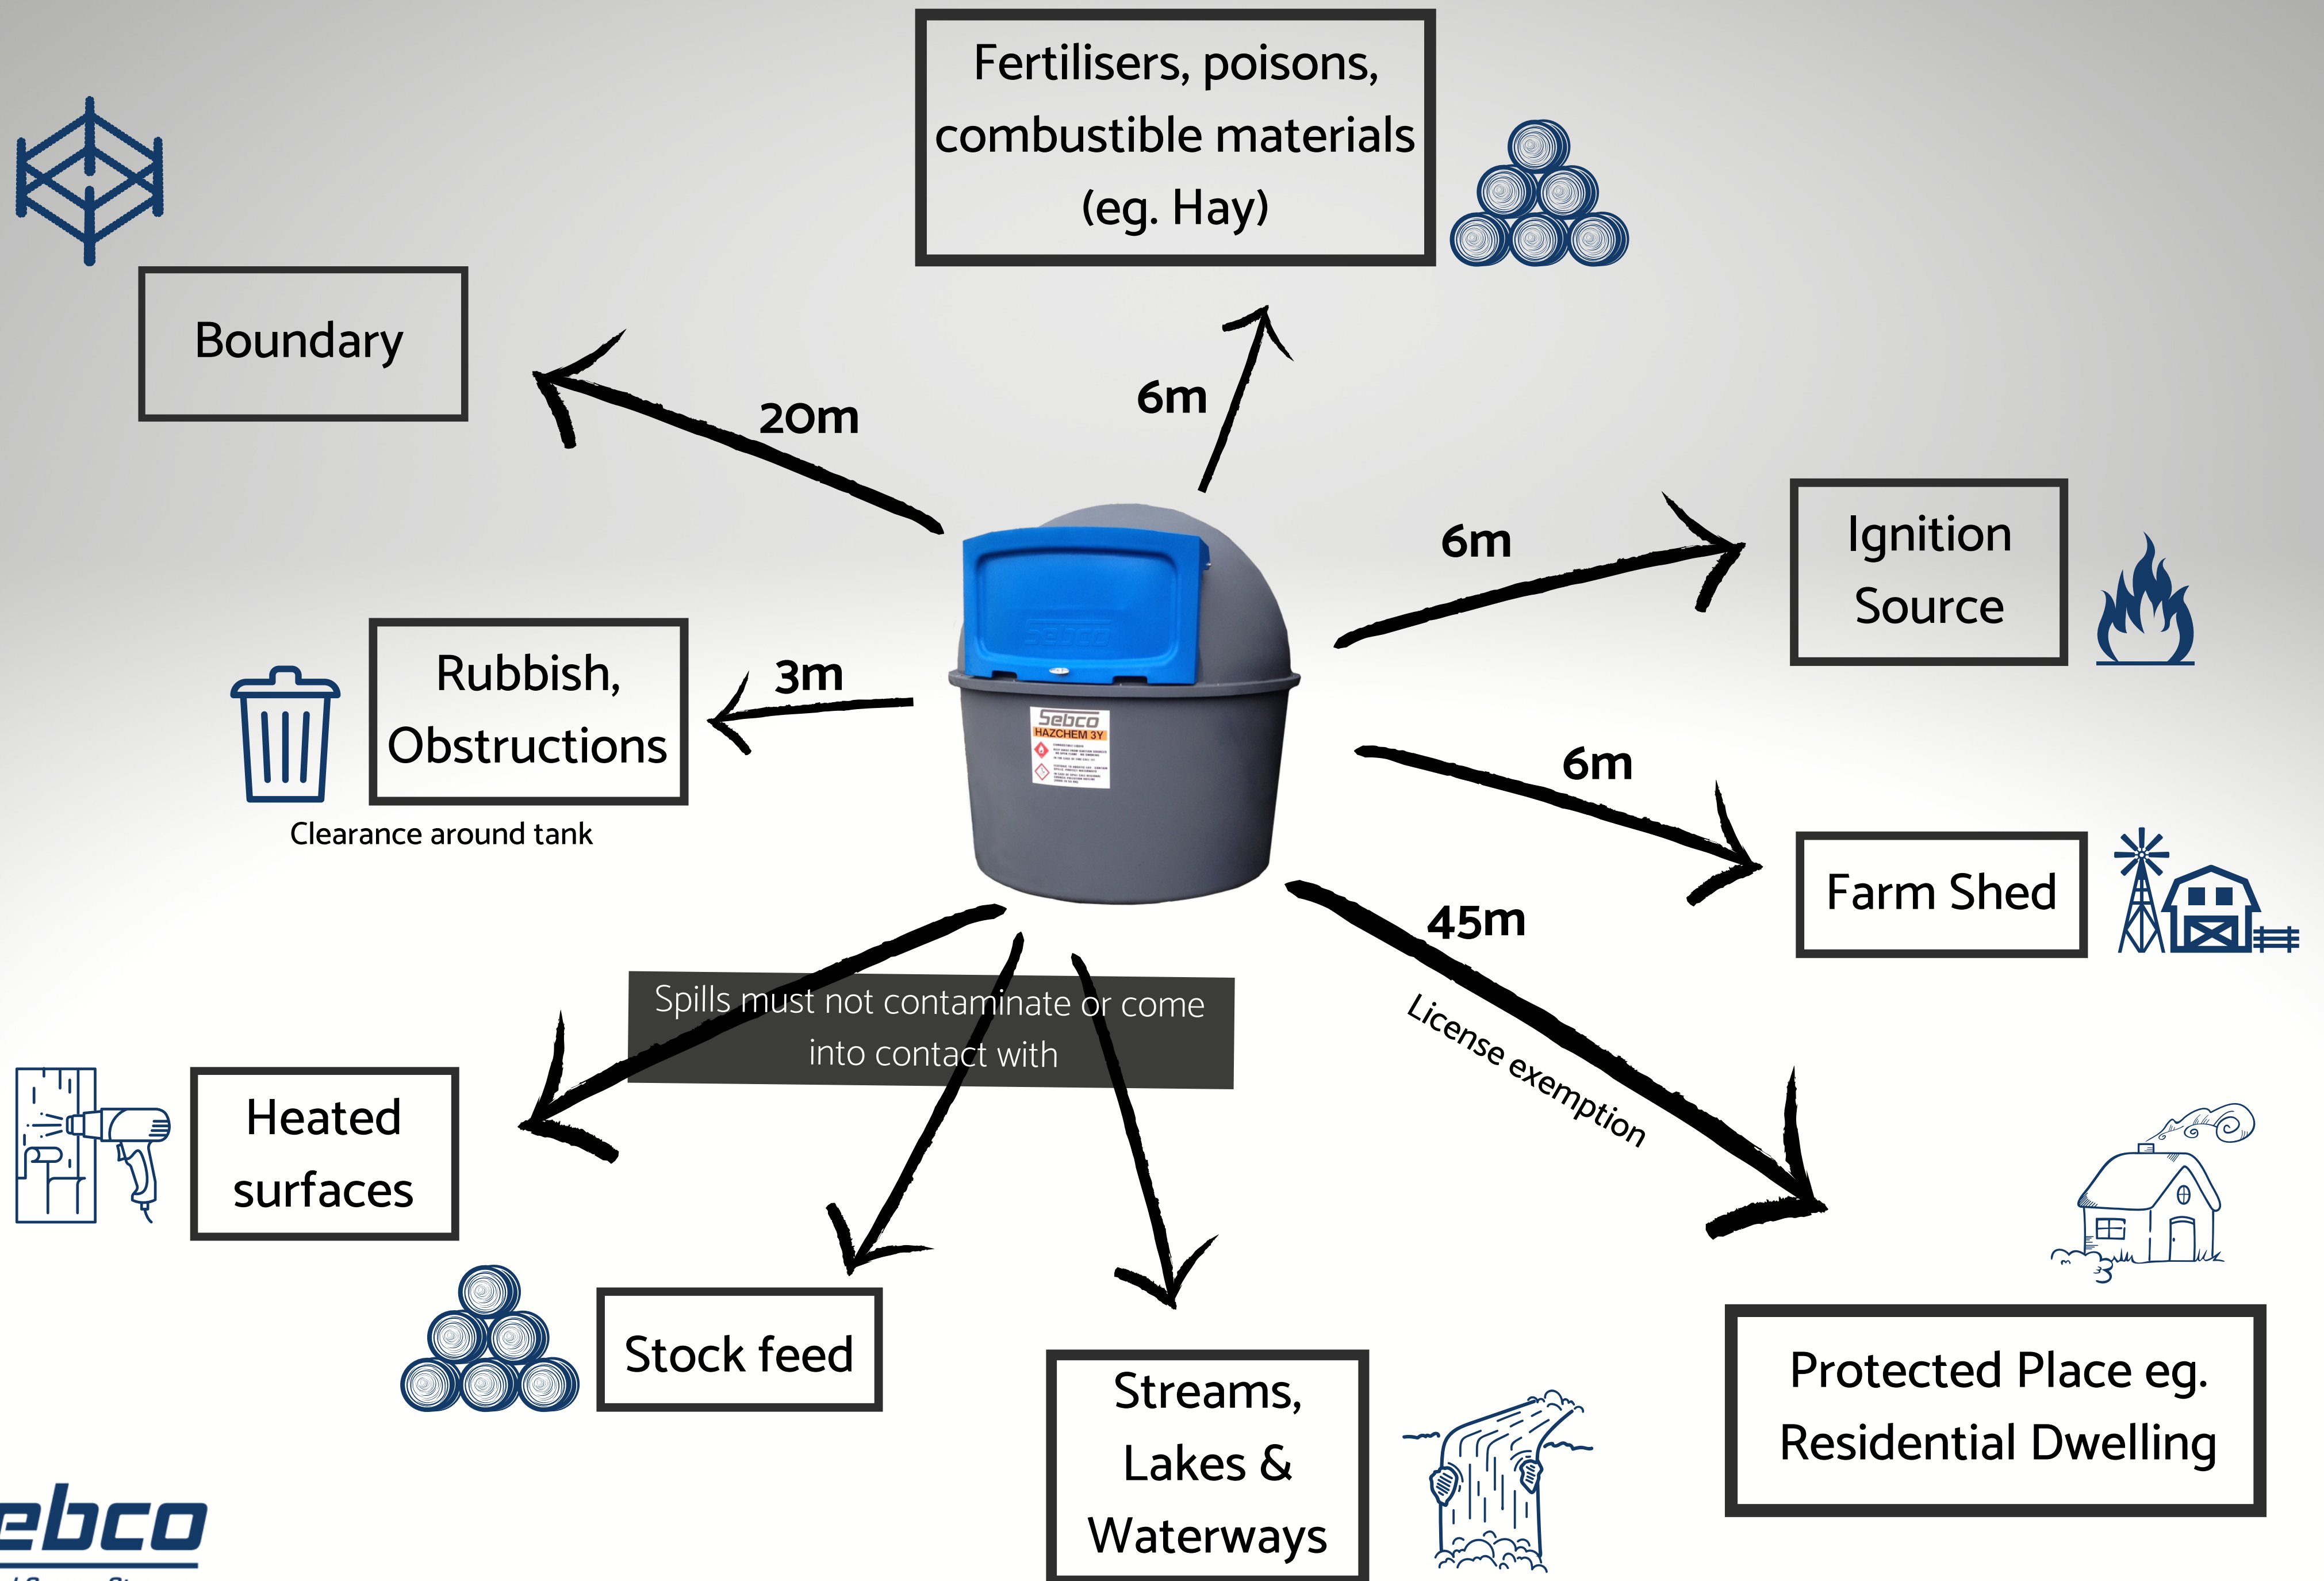 Fertilisers, poisons,
combustible materials
(eg. Hay)
Boundary
20m
6m
6m
Ignition
Source
Rubbish,
Obstructions
Clearance around tank
3m
Sebco
Sebco
HAZCHEM 3Y
6m
Farm Shed
45m
License exemption
Spills must not contaminate or come
into contact with
Heated
surfaces
Stock feed
Streams,
Lakes &
Waterways
Protected Place eg.
Residential Dwelling
ebco